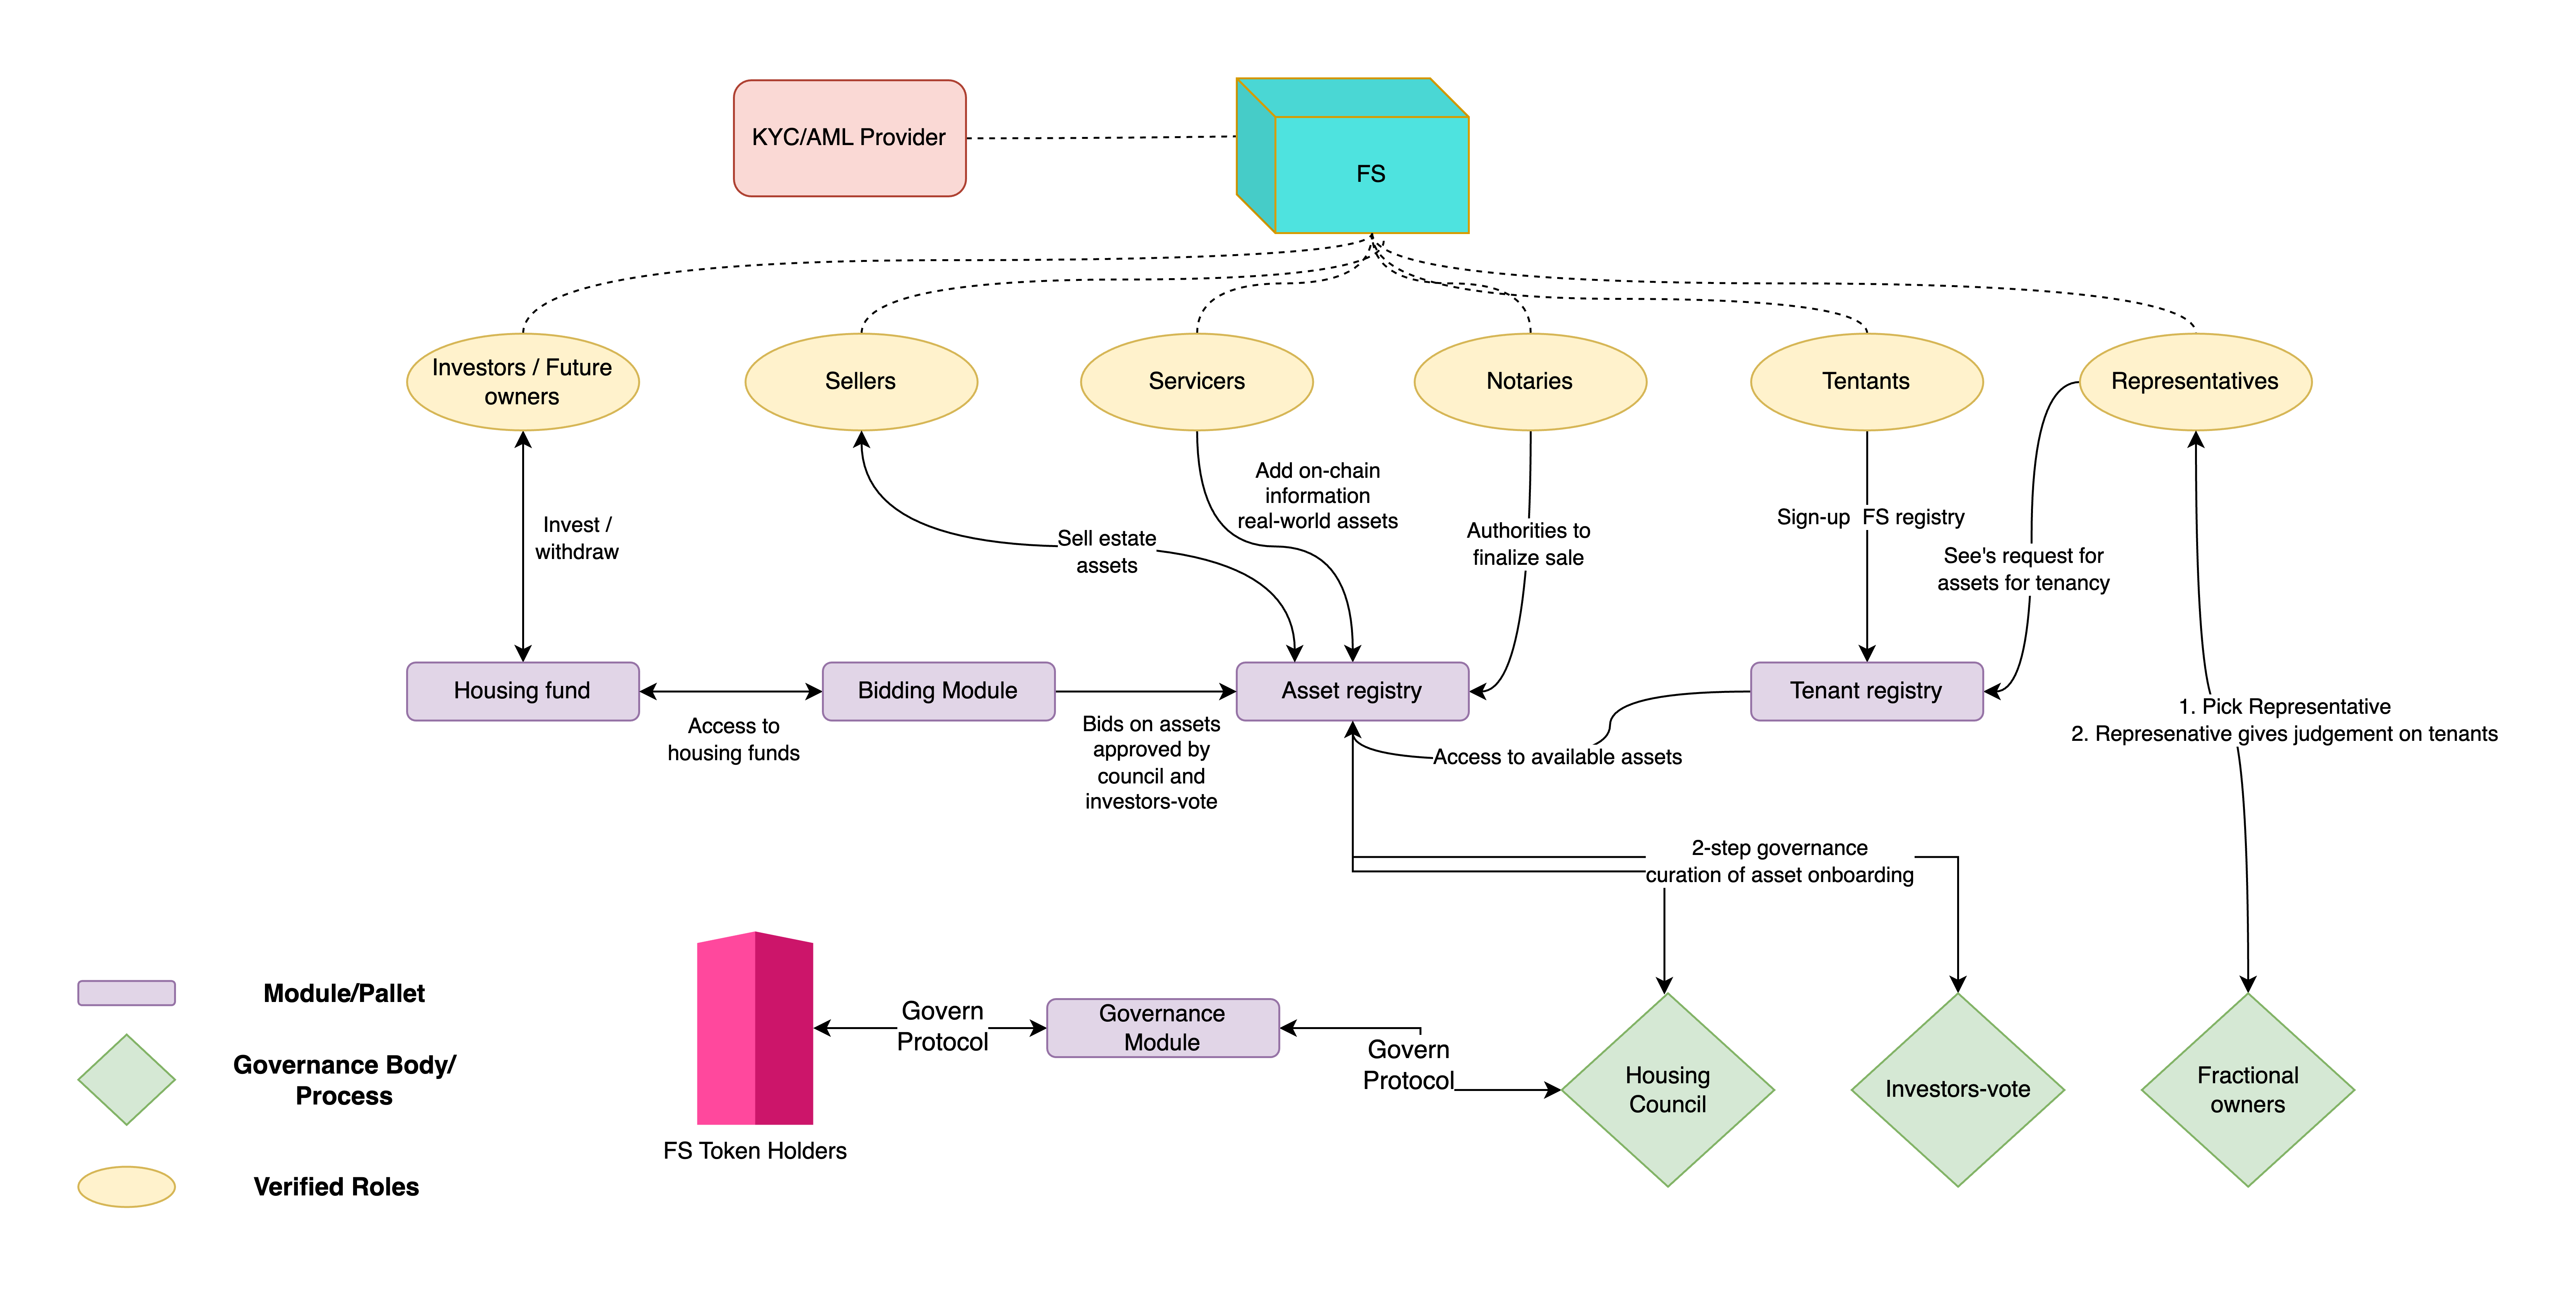 KYC/AML Provider
FS
Investors / Future
owners
Sellers
Servicers
Notaries
Tentants
Representatives
Invest /
withdraw
Sell estate
assets
Add on-chain
information
real-world assets
Authorities to
finalize sale
Sign-up  FS registry
See's request for
assets for tenancy
Housing fund
Bidding Module
Asset registry
Tenant registry
Access to
housing funds
Bids on assets
approved by
council and
investors-vote
Access to available assets
1. Pick Representative
2. Represenative gives judgement on tenants
2-step governance
curation of asset onboarding
FS Token Holders
Govern
Protocol
Governance
Module
Govern
Protocol
Housing
Council
Investors-vote
Fractional
owners
Module/Pallet
Governance Body/
Process
Verified Roles